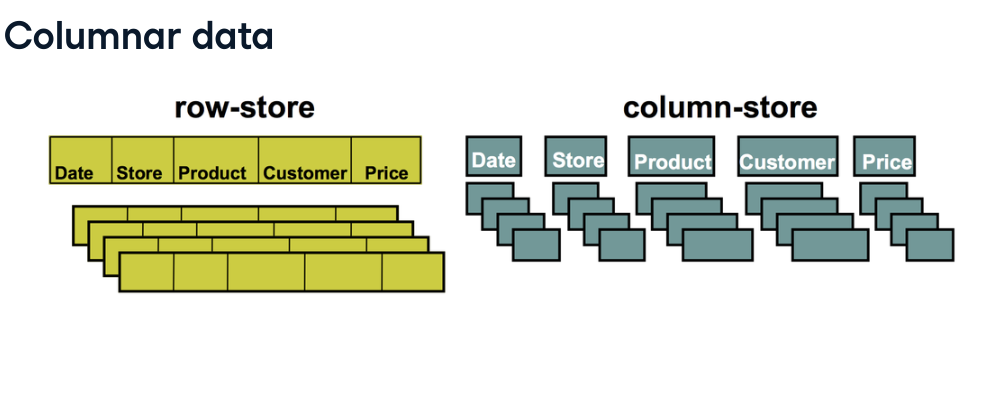 Columnar data
row-store
Date Store Product Customer Price
column-store
Date Store Product Customer Price